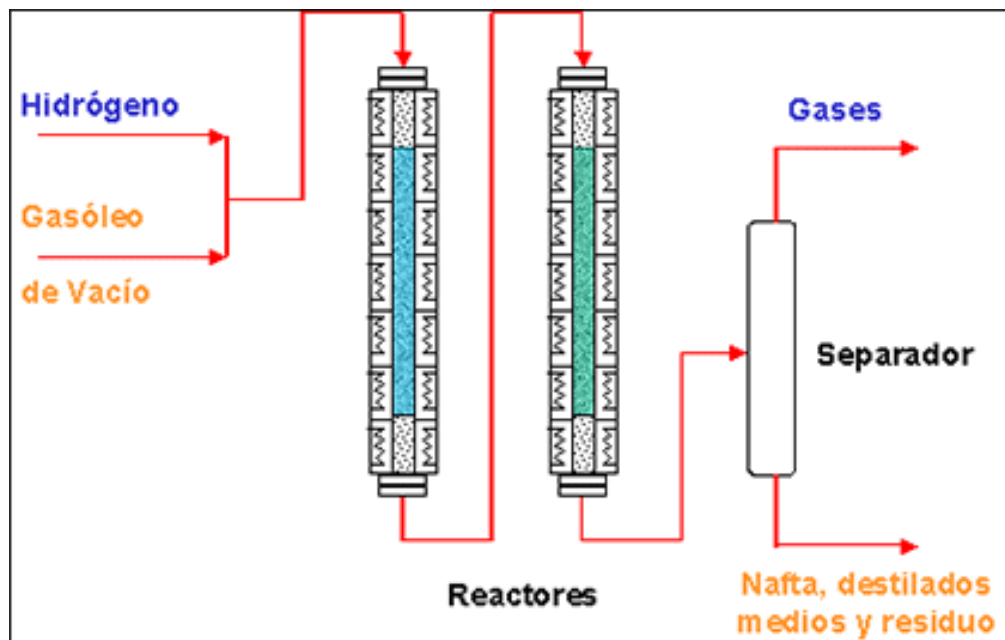 Hidrógeno
Gasóleo
de Vacío
Reactores
Gases
Separador
Nafta, destilados
medios y residuo